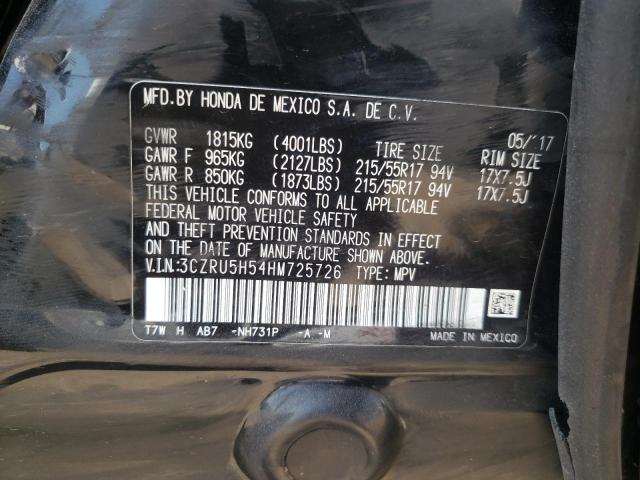 MFD.BY HONDA DE MEXICO S.A. DE C.V.
05/'17
GVWR 1815KG (4001LBS) TIRE SIZE RIM SIZE
GAWR F 965KG (2127LBS) 215/55R17 94V 17X7.5J
GAWR R 850KG (1873LBS) 215/55R17 94V 17X7.5J
THIS VEHICLE CONFORMS TO ALL APPLICABLE
FEDERAL MOTOR VEHICLE SAFETY
AND THEFT PREVENTION STANDARDS IN EFFECT
ON THE DATE OF MANUFACTURE SHOWN ABOVE.
V.I.N:3CZRU5H54HM725726 TYPE: MPV
T7W H AB7 -NH731P -A -M
MADE IN MEXICO